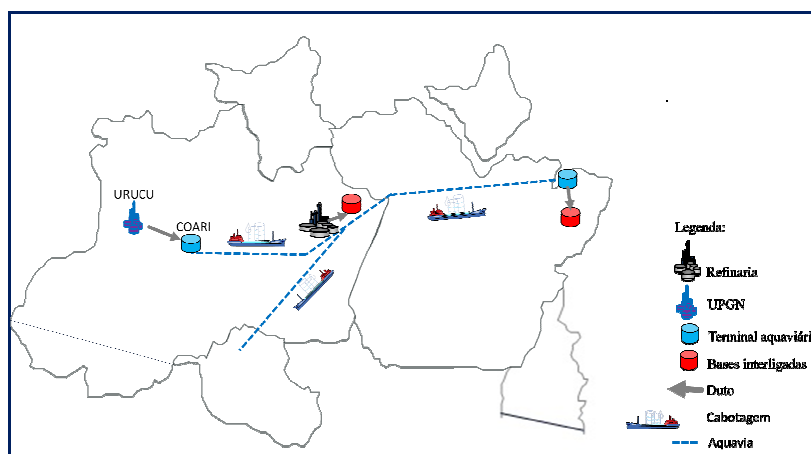 URUCU
COARI
Legenda:
Refinaria
UPGN
Terminal aquaviári
Bases interligadas
Duto
Cabotagem
Aquavia